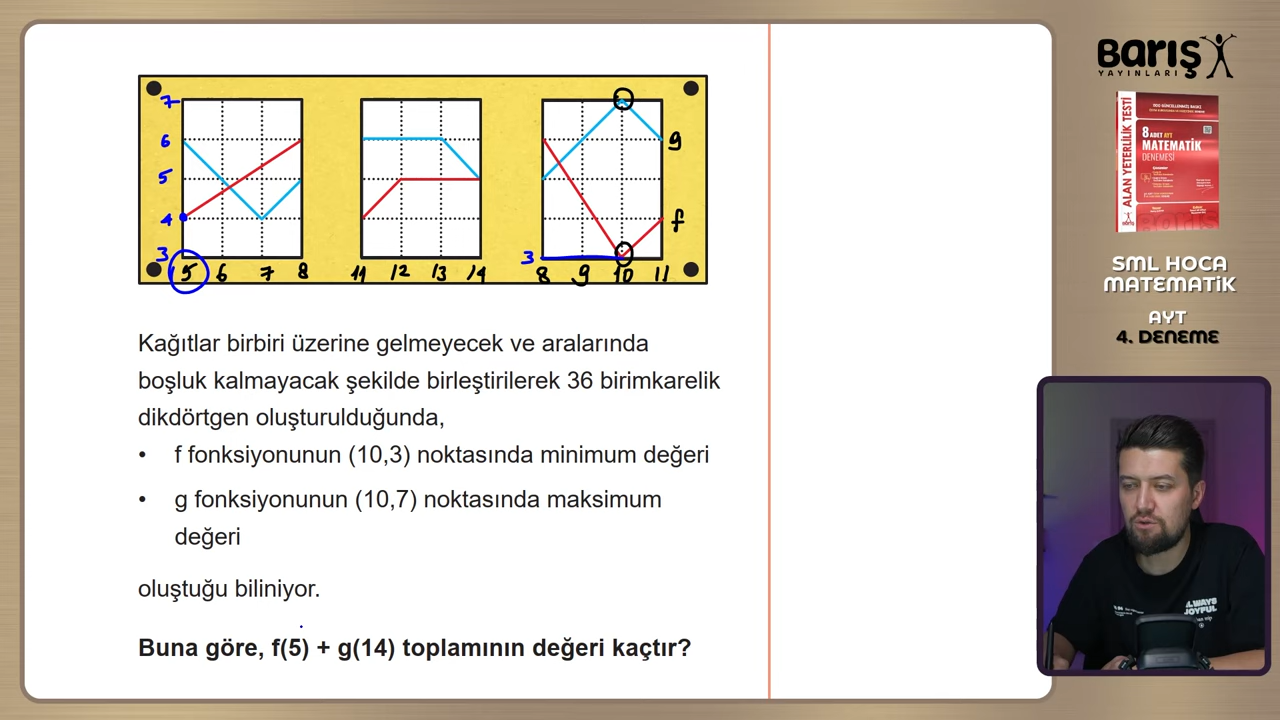 7
6
5
4
3
5 6 7 8
11 12 13 14
g
f
3
8 9 10 11
Kağıtlar birbiri üzerine gelmeyecek ve aralarında
boşluk kalmayacak şekilde birleştirilerek 36 birimkarelik
dikdörtgen oluşturulduğunda,
• f fonksiyonunun (10,3) noktasında minimum değeri
• g fonksiyonunun (10,7) noktasında maksimum
değeri
oluştuğu biliniyor.
Buna göre, f(5) + g(14) toplamının değeri kaçtır?
BARIŞ
YAYINLARI
ALAN YETERLİLİK TESTİ
8 ADET AYT
MATEMATİK
DENEMESİ
SML HOCA
MATEMATİK
AYT
4. DENEME
ALWAYS
JOYFUL